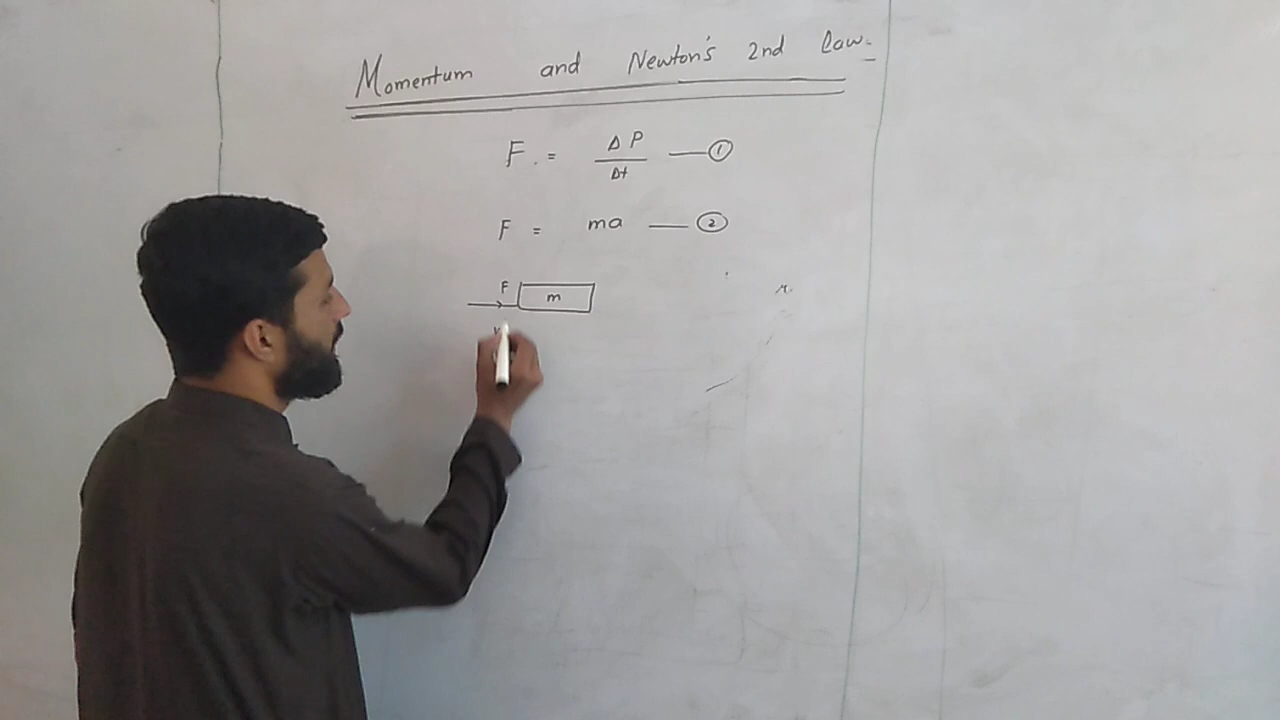 Momentum and Newton's 2nd law.
F. = ΔP/Δt — ①
F = ma — ②
F
m